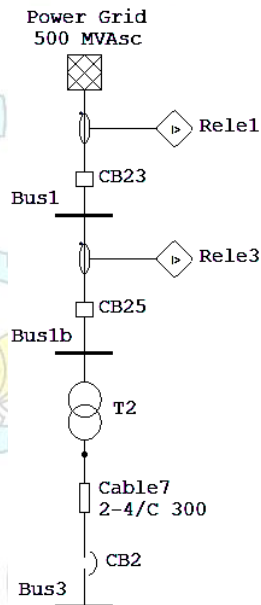 Power Grid
500 MVAsc
Rele1
CB23
Bus1
Rele3
CB25
Bus1b
T2
Cable7
2-4/C 300
CB2
Bus3